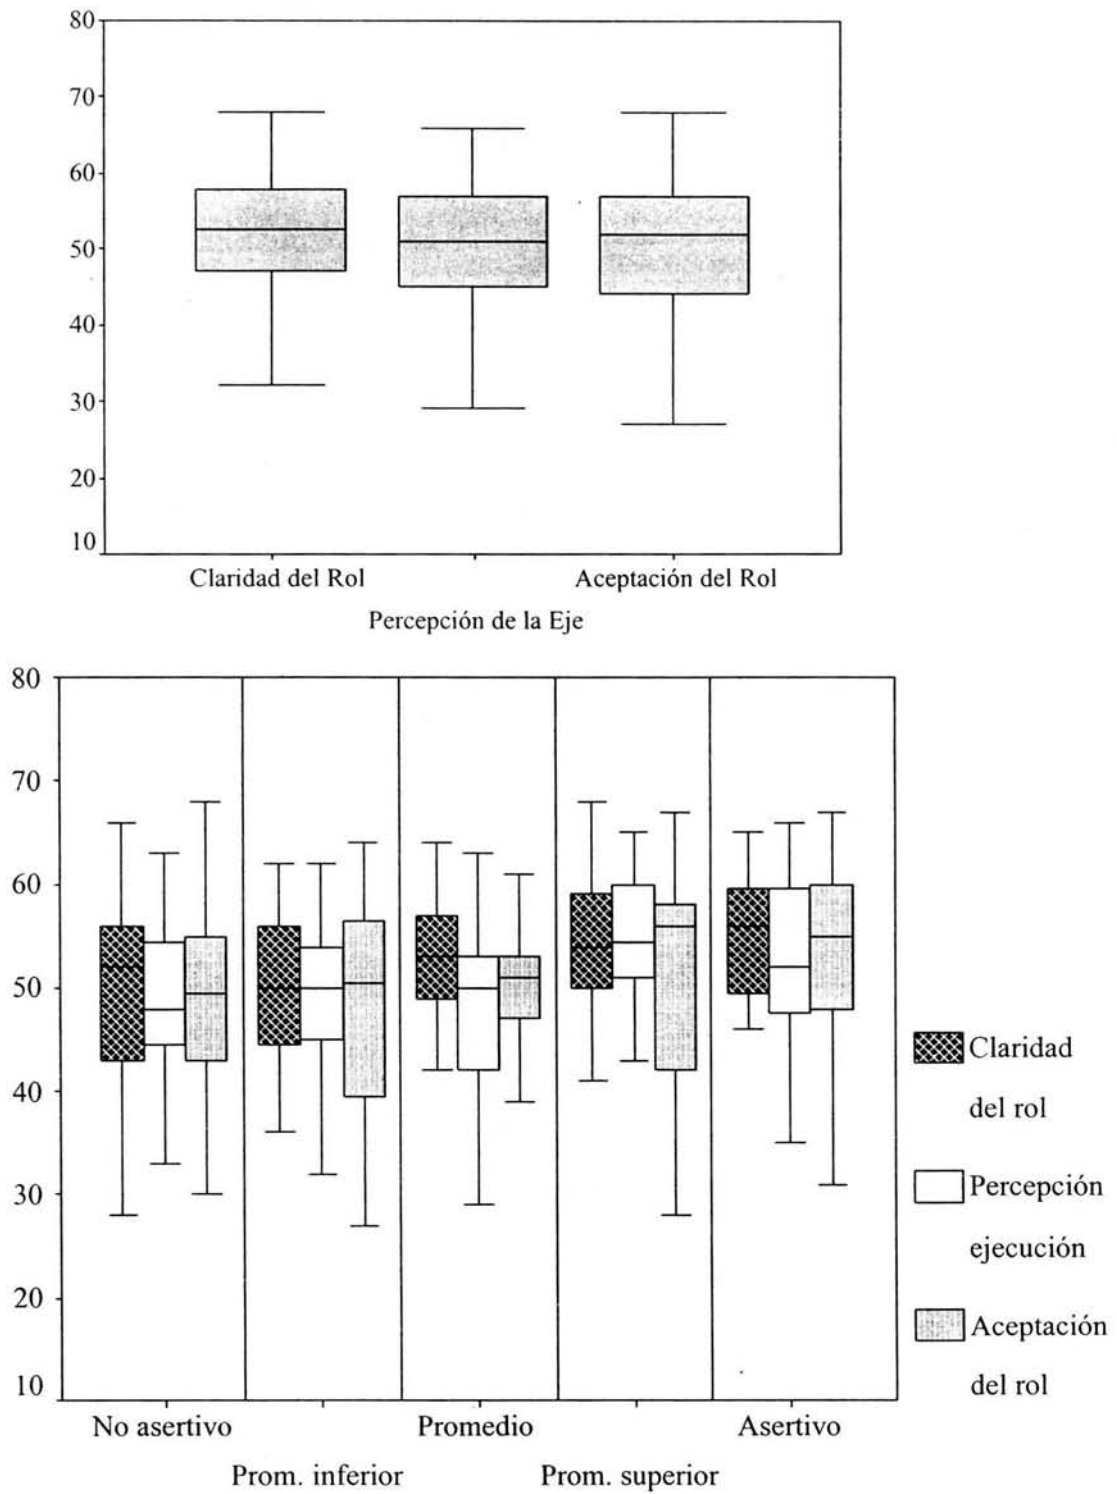 80
70
60
50
40
30
20
10
Claridad del Rol
Aceptación del Rol
Percepción de la Eje
80
70
60
50
40
30
20
10
No asertivo
Promedio
Asertivo
Prom. inferior
Prom. superior
Claridad
del rol
Percepción
ejecución
Aceptación
del rol